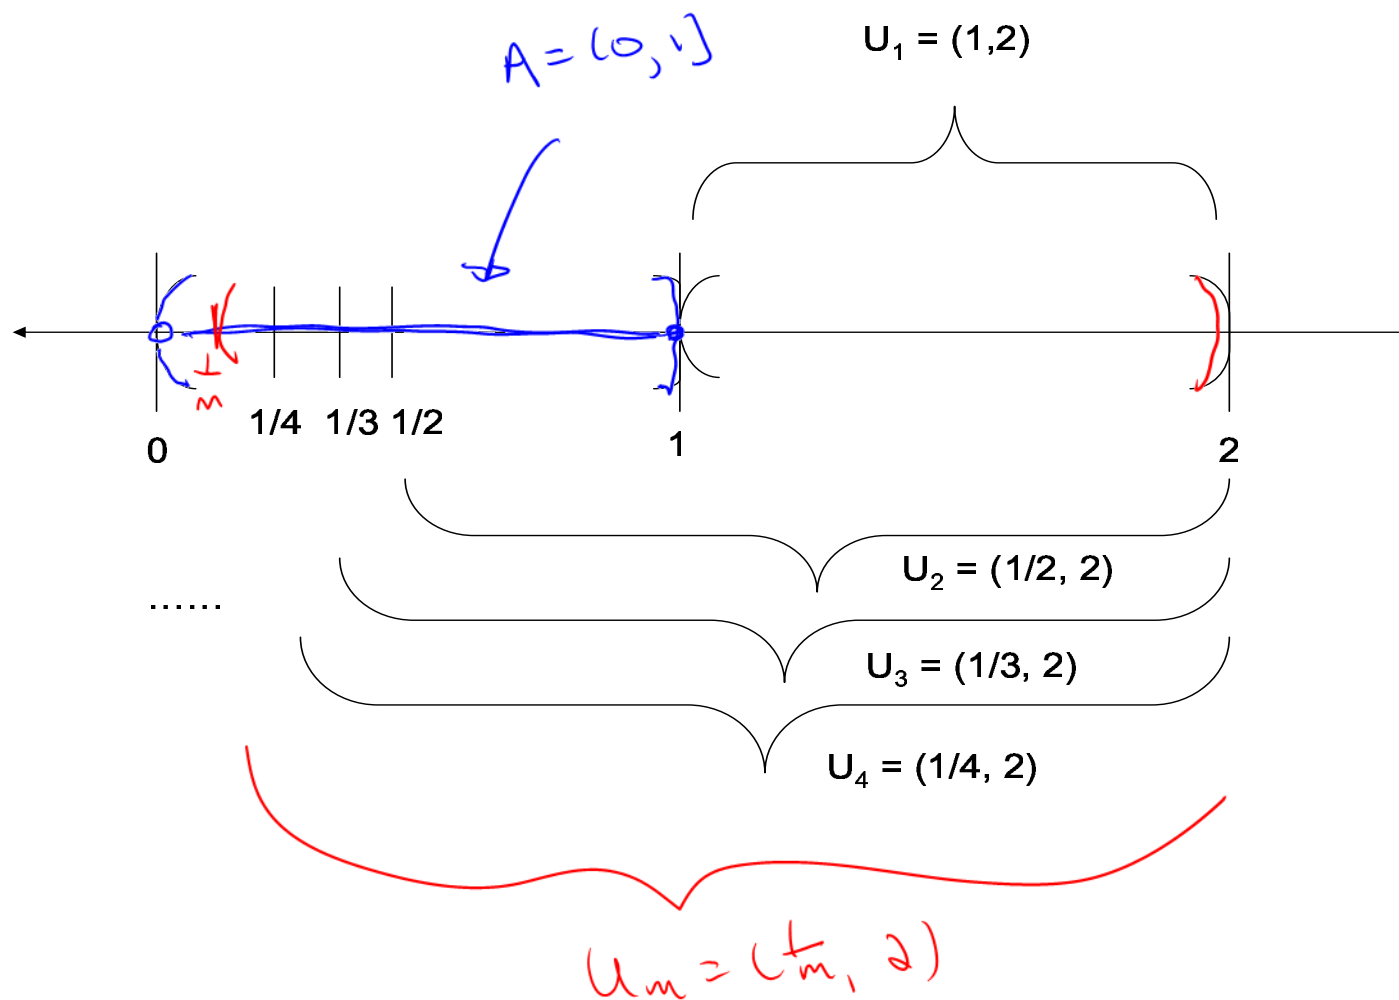 A = (0, 1]
U1 = (1,2)
1/4 1/3 1/2
1/m
0 1 2
U2 = (1/2, 2)
......
U3 = (1/3, 2)
U4 = (1/4, 2)
Um = (1/m, 2)